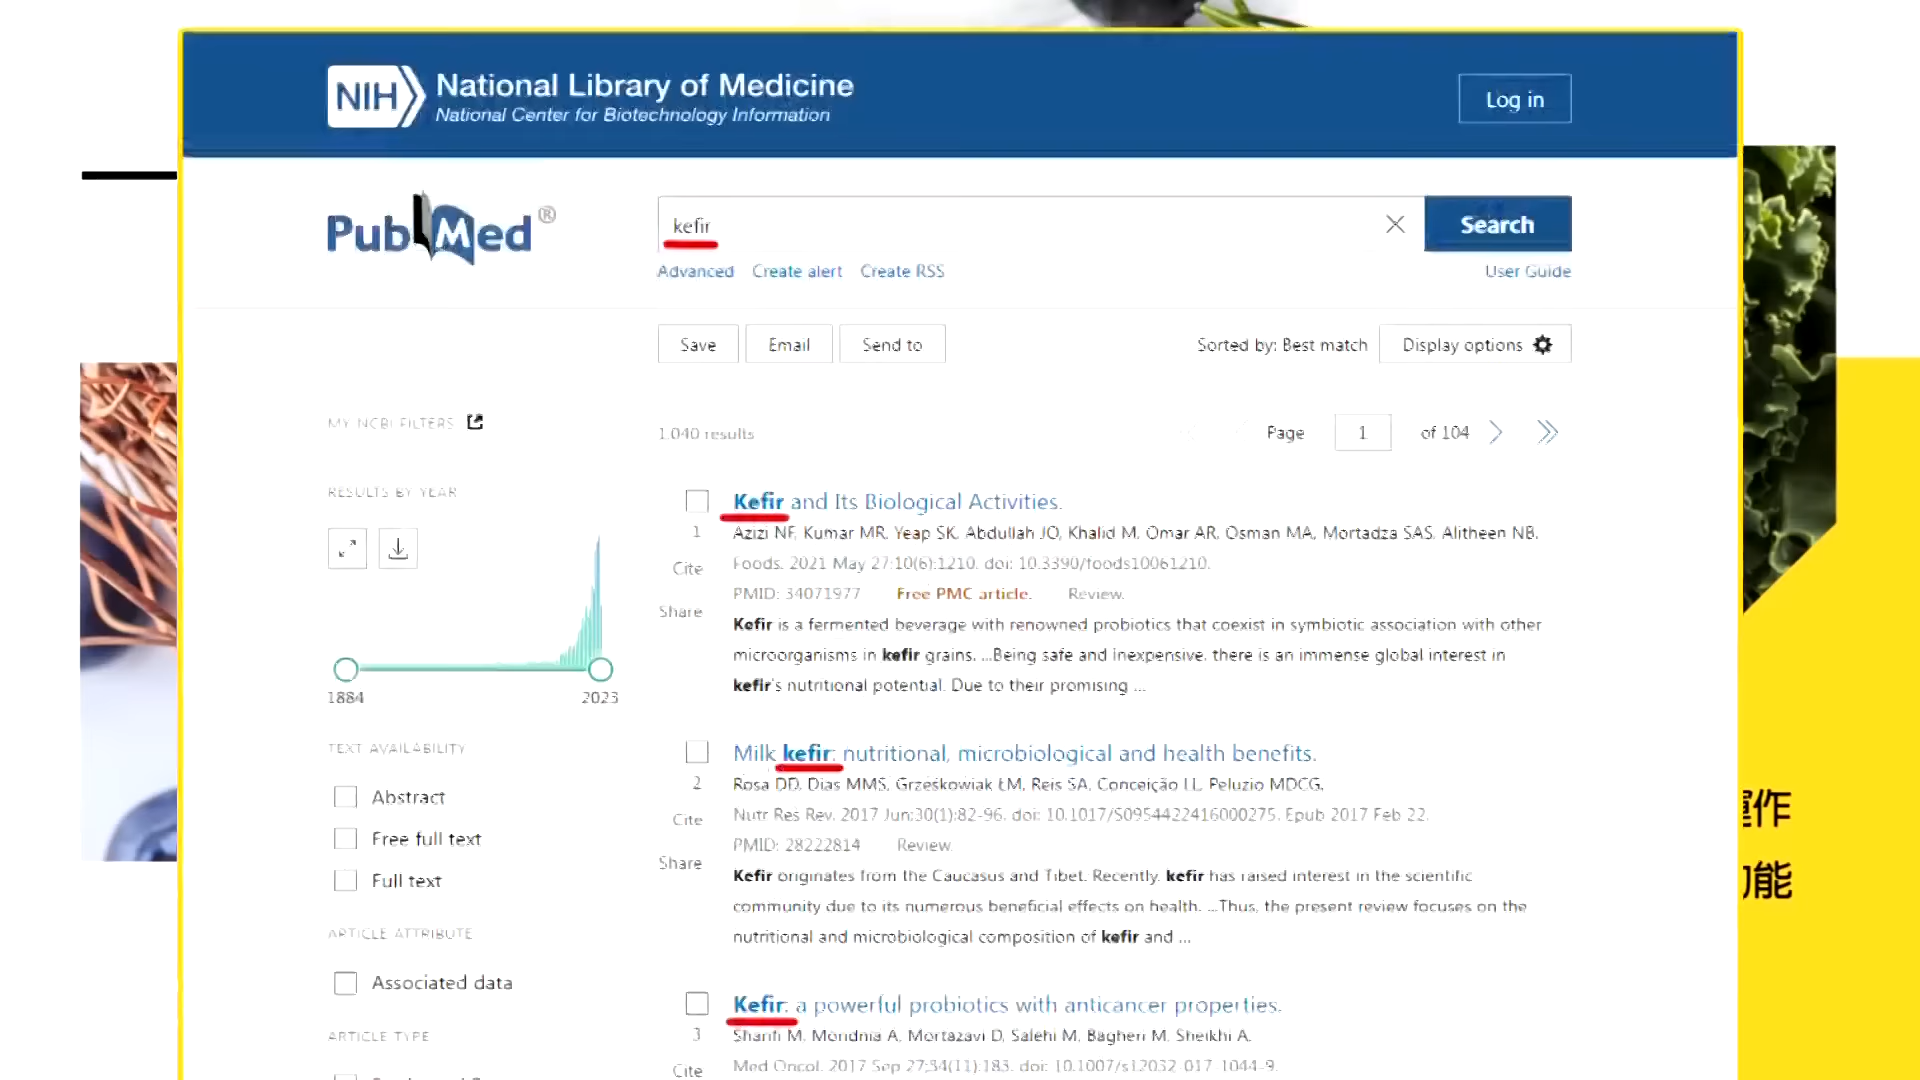 NIH National Library of Medicine
National Center for Biotechnology Information
Log in
PubMed®
kefir
Search
Advanced Create alert Create RSS
User Guide
Save Email Send to
Sorted by: Best match Display options
MY NCBI FILTERS
1,040 results
Page 1 of 104
RESULTS BY YEAR
1884 2023
TEXT AVAILABILITY
Abstract
Free full text
Full text
ARTICLE ATTRIBUTE
Associated data
ARTICLE TYPE
Kefir and Its Biological Activities.
1
Azizi NF, Kumar MR, Yeap SK, Abdullah JO, Khalid M, Omar AR, Osman MA, Mortadza SAS, Alitheen NB.
Cite
Foods. 2021 May 27;10(6):1210. doi: 10.3390/foods10061210.
PMID: 34071977 Free PMC article. Review.
Share
Kefir is a fermented beverage with renowned probiotics that coexist in symbiotic association with other
microorganisms in kefir grains. ...Being safe and inexpensive, there is an immense global interest in
kefir's nutritional potential. Due to their promising ...
Milk kefir: nutritional, microbiological and health benefits.
2
Rosa DD, Dias MMS, Grześkowiak ŁM, Reis SA, Conceição LL, Peluzio MDCG.
Cite
Nutr Res Rev. 2017 Jun;30(1):82-96. doi: 10.1017/S0954422416000275. Epub 2017 Feb 22.
PMID: 28222814 Review.
Share
Kefir originates from the Caucasus and Tibet. Recently, kefir has raised interest in the scientific
community due to its numerous beneficial effects on health. ...Thus, the present review focuses on the
nutritional and microbiological composition of kefir and ...
Kefir: a powerful probiotics with anticancer properties.
3
Sharifi M, Moridnia A, Mortazavi D, Salehi M, Bagheri M, Sheikhi A.
Cite
Med Oncol. 2017 Sep 27;34(11):183. doi: 10.1007/s12032-017-1044-9.
作
能